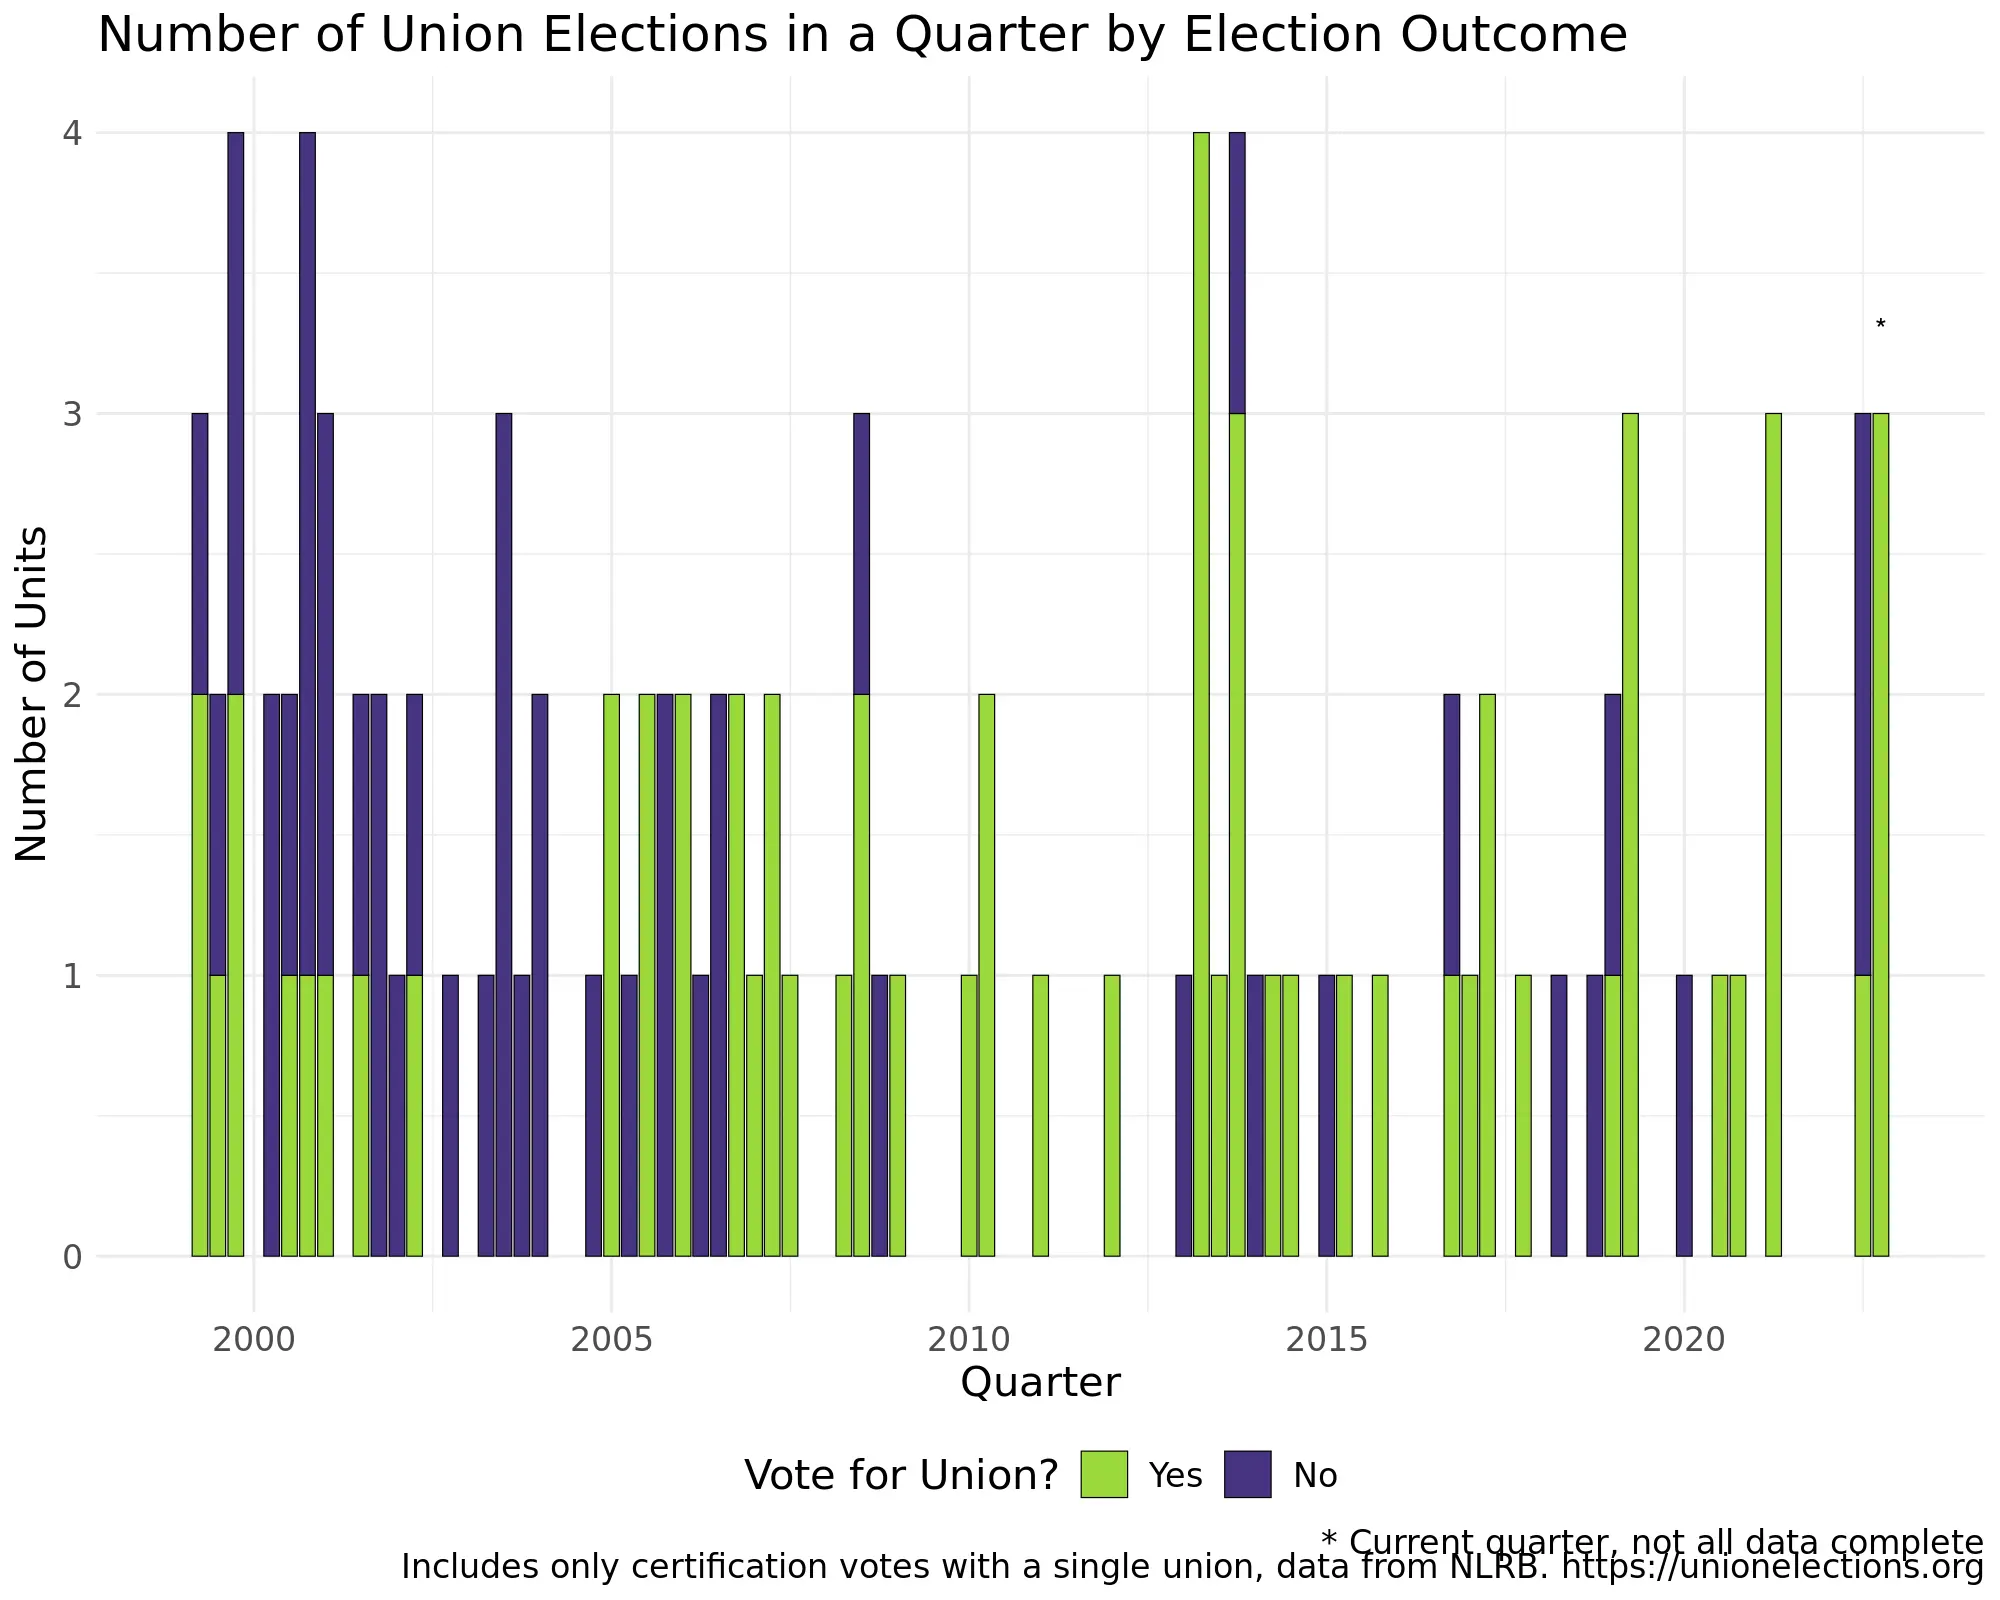 Number of Union Elections in a Quarter by Election Outcome
4
*
3
Number of Units
2
1
0
2000 2005 2010 2015 2020
Quarter
Vote for Union? Yes No
* Current quarter, not all data complete
Includes only certification votes with a single union, data from NLRB. https://unionelections.org